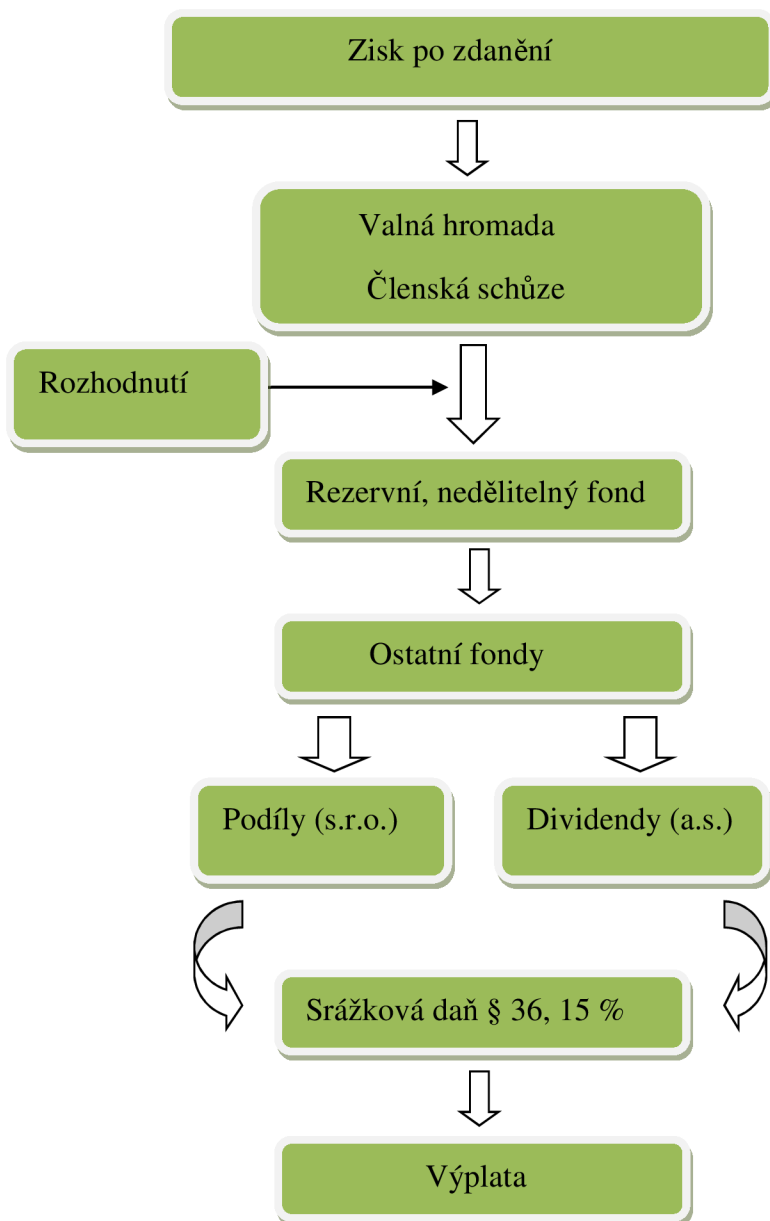 Zisk po zdanění
Valná hromada
Členská schůze
Rozhodnutí
Rezervní, nedělitelný fond
Ostatní fondy
Podíly (s.r.o.)
Dividendy (a.s.)
Srážková daň § 36, 15 %
Výplata